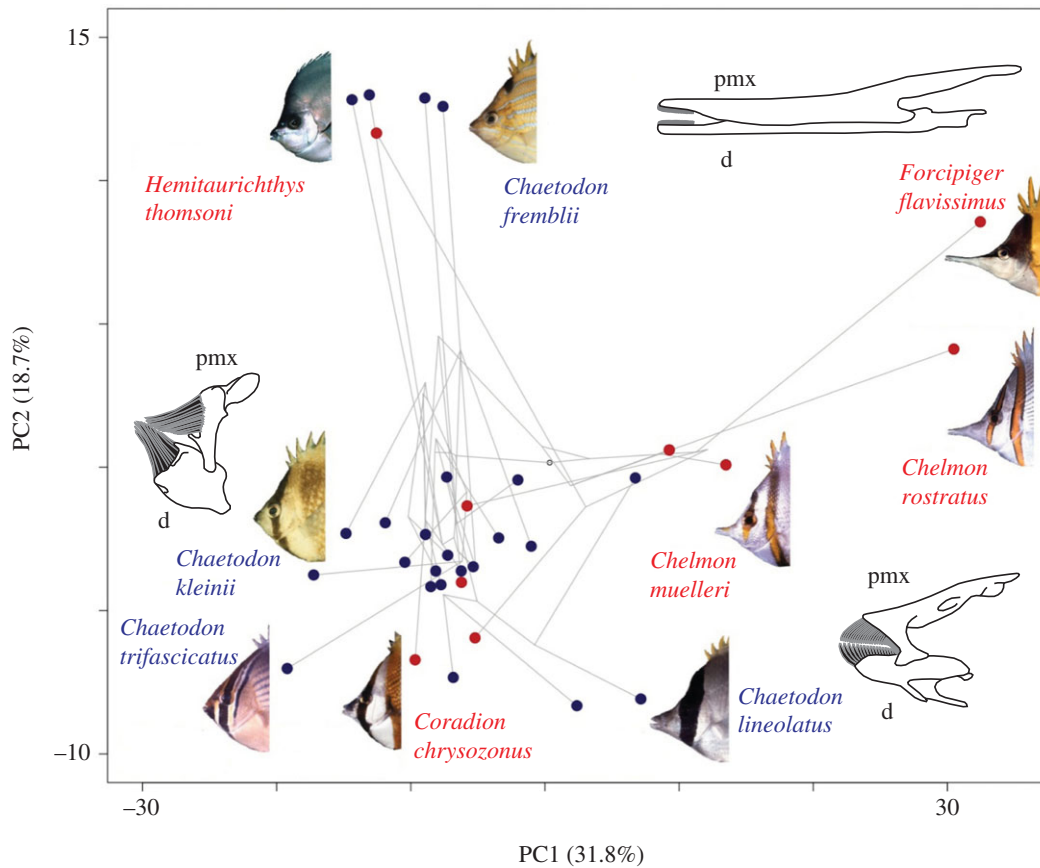 15
pmx
d
Hemitaurichthys
thomsoni
Chaetodon
fremblii
Forcipiger
flavissimus
PC2 (18.7%)
pmx
d
Chaetodon
kleinii
Chelmon
rostratus
Chelmon
muelleri
pmx
d
Chaetodon
trifascicatus
Coradion
chrysozonus
Chaetodon
lineolatus
–10
–30
30
PC1 (31.8%)